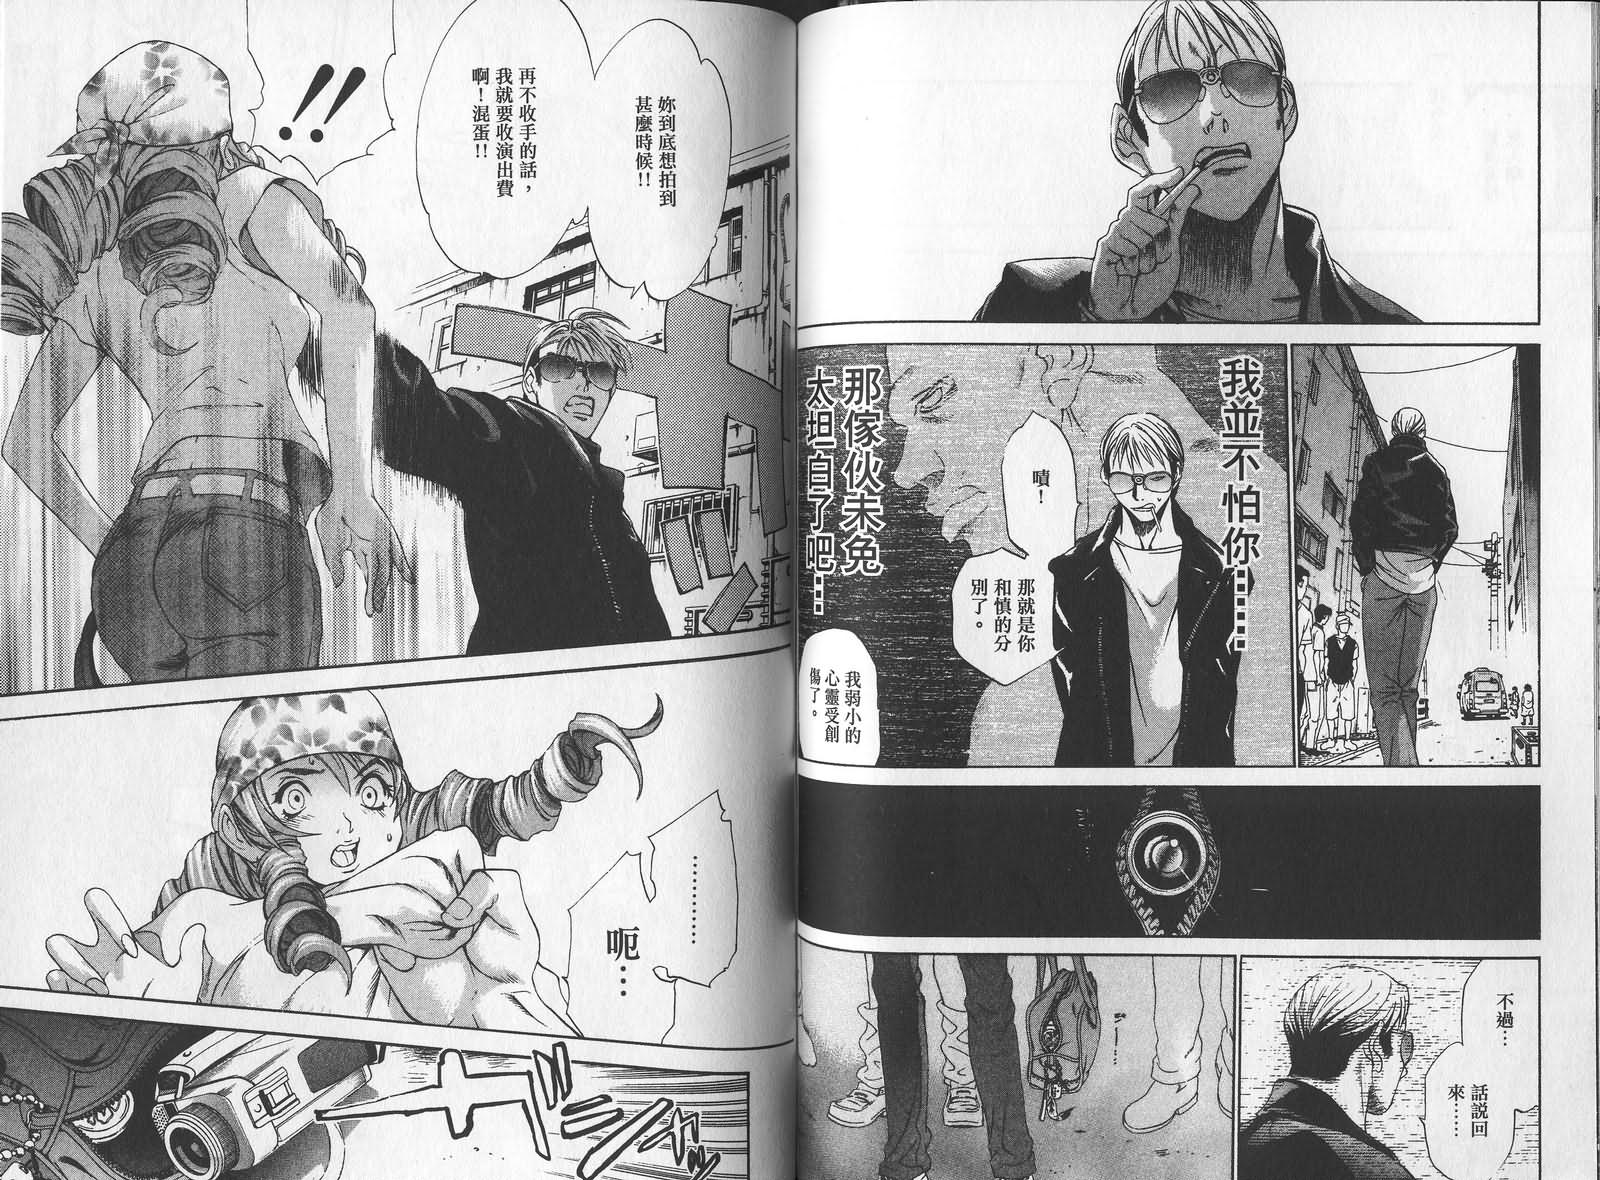 我並不怕你……
那傢伙未免
太坦白了吧…
嘖！
那就是你
和慎的分
別了。
我弱小的
心靈受創
傷了。
不過…
話說回
來……
妳到底想拍到
甚麼時候!!
再不收手的話，
我就要收演出費
啊！混蛋!!
!!
………
呃…